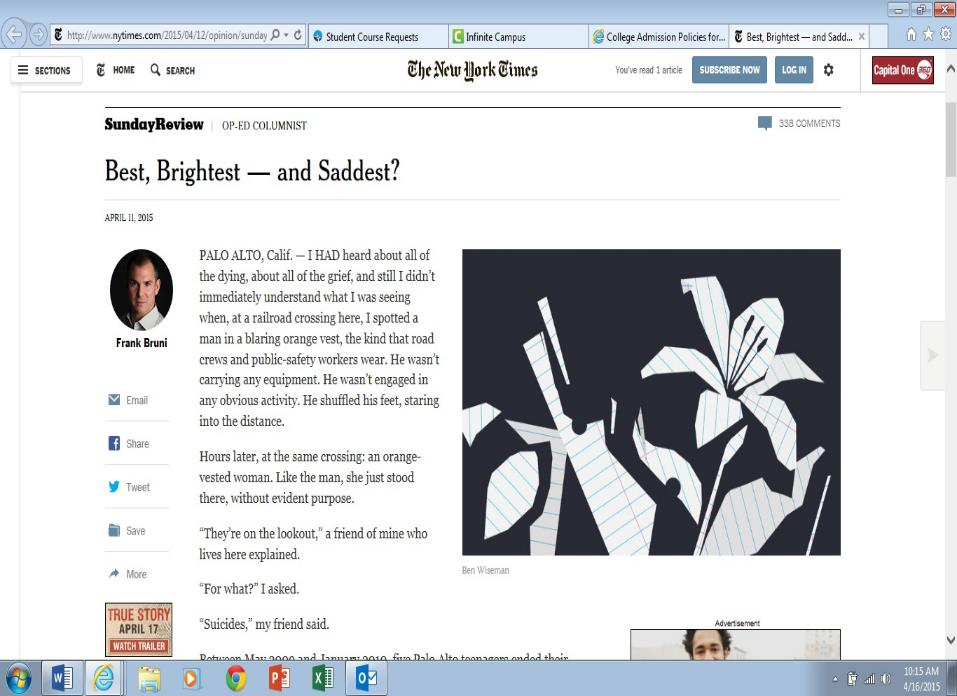 http://www.nytimes.com/2015/04/12/opinion/sunday
Student Course Requests
Infinite Campus
College Admission Policies for...
Best, Brightest — and Sadd...
SECTIONS
HOME
SEARCH
The New York Times
You've read 1 article
SUBSCRIBE NOW
LOG IN
Capital One 360
SundayReview | OP-ED COLUMNIST
338 COMMENTS
Best, Brightest — and Saddest?
APRIL 11, 2015
Frank Bruni
Email
Share
Tweet
Save
More
TRUE STORY
APRIL 17
WATCH TRAILER
PALO ALTO, Calif. — I HAD heard about all of
the dying, about all of the grief, and still I didn't
immediately understand what I was seeing
when, at a railroad crossing here, I spotted a
man in a blaring orange vest, the kind that road
crews and public-safety workers wear. He wasn't
carrying any equipment. He wasn't engaged in
any obvious activity. He shuffled his feet, staring
into the distance.
Hours later, at the same crossing: an orange-
vested woman. Like the man, she just stood
there, without evident purpose.
“They're on the lookout,” a friend of mine who
lives here explained.
“For what?” I asked.
“Suicides,” my friend said.
Between May 2009 and January 2010, five Palo Alto teenagers ended their
Ben Wiseman
Advertisement
10:15 AM
4/16/2015